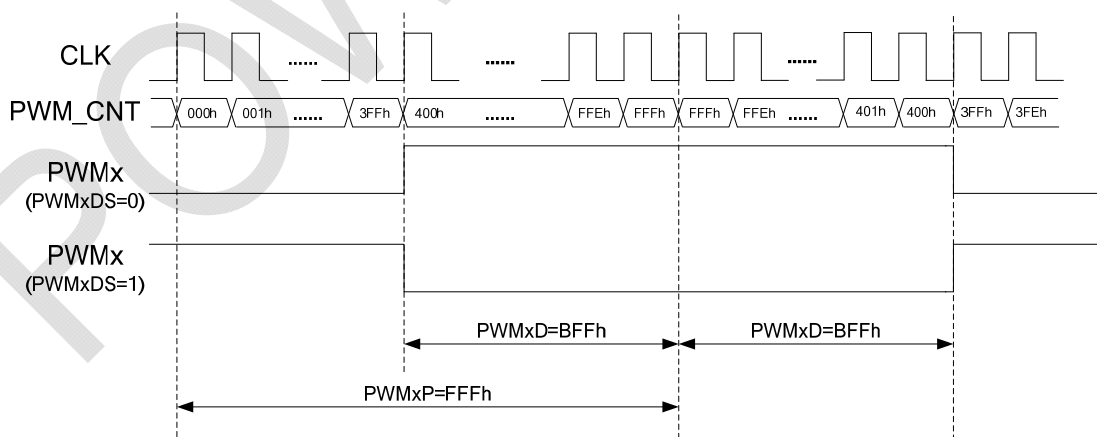 CLK
......
......
......
PWM_CNT
000h 001h ...... 3FFh 400h ...... FFEh FFFh FFFh FFEh ...... 401h 400h 3FFh 3FEh
PWMx
(PWMxDS=0)
PWMx
(PWMxDS=1)
PWMxD=BFFh PWMxD=BFFh
PWMxP=FFFh
POW